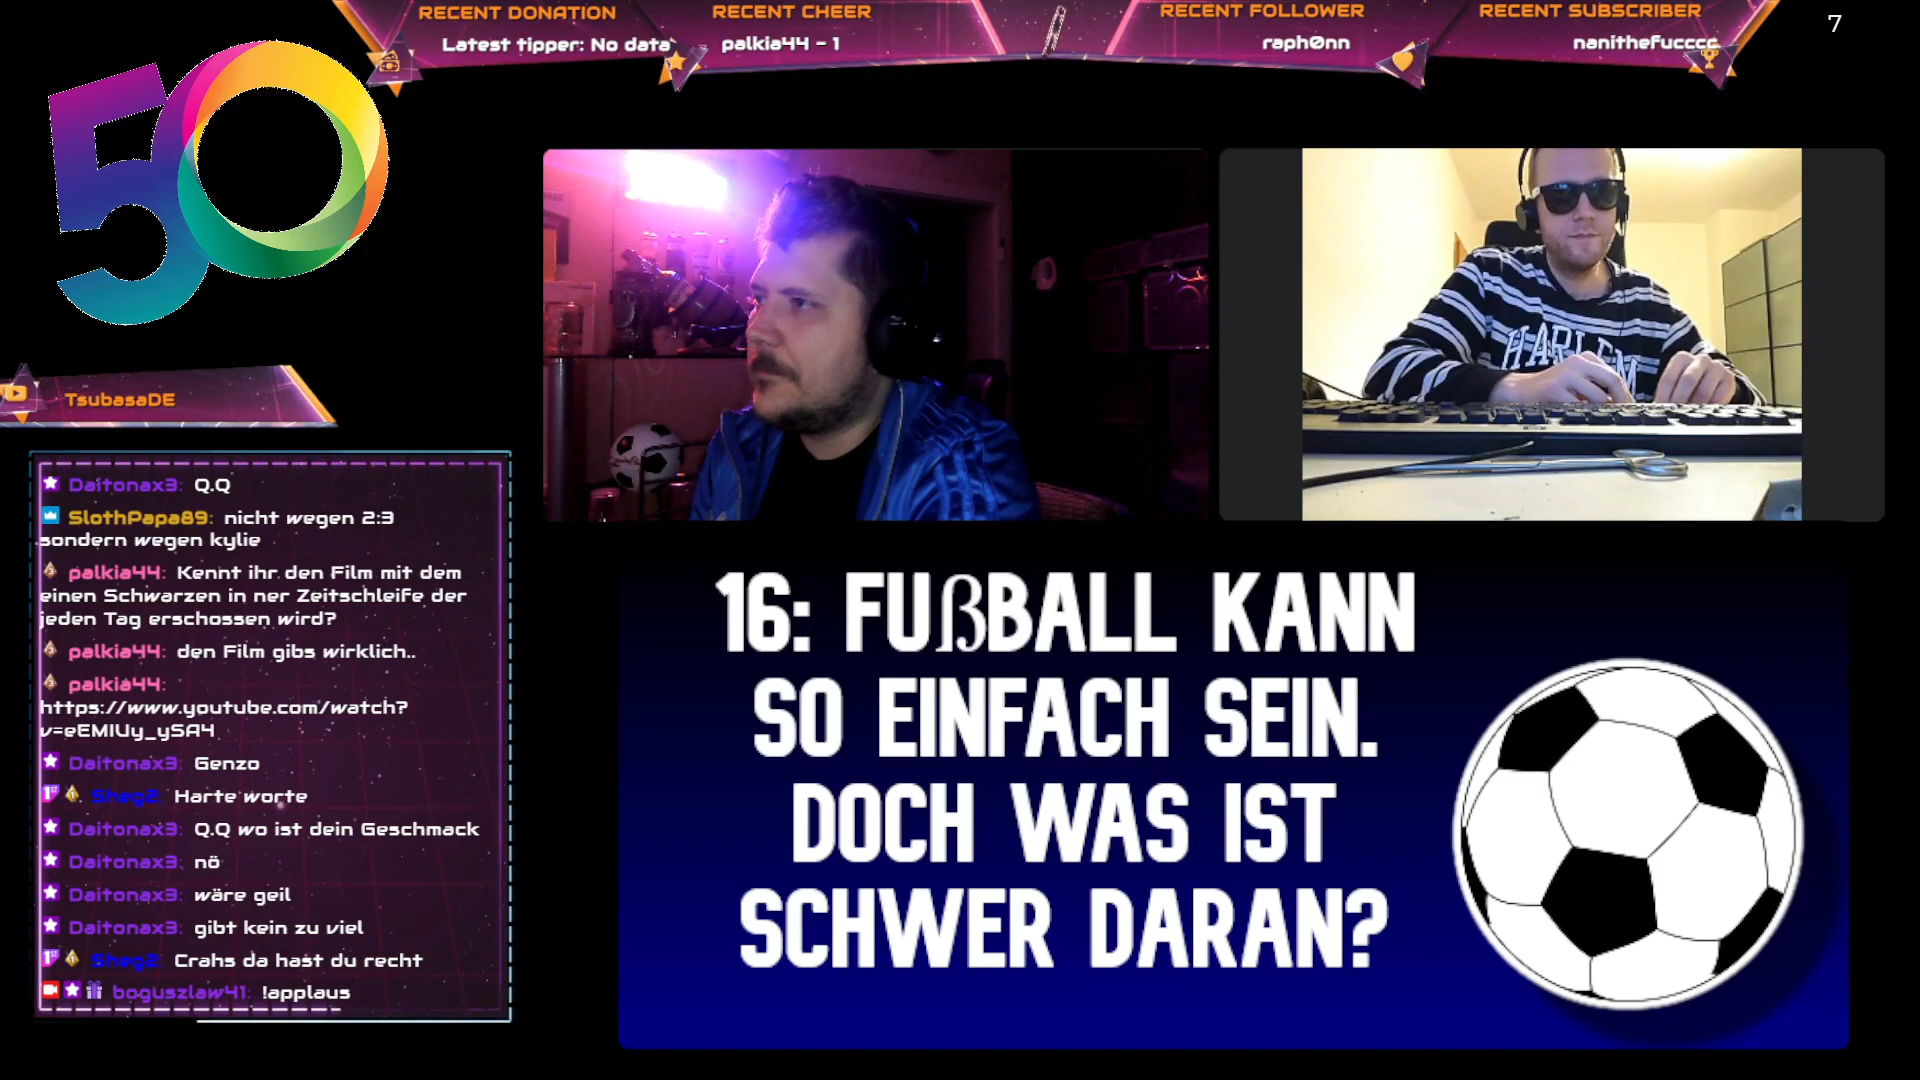 RECENT DONATION
Latest tipper: No data
RECENT CHEER
palkia44 - 1
RECENT FOLLOWER
raph0nn
RECENT SUBSCRIBER
nanithefucccc
7
50
TsubasaDE
Daitonax3: Q.Q
SlothPapa89: nicht wegen 2:3
sondern wegen kylie
palkia44: Kennt ihr den Film mit dem
einen Schwarzen in ner Zeitschleife der
jeden Tag erschossen wird?
palkia44: den Film gibs wirklich..
palkia44:
https://www.youtube.com/watch?
v=eEMIUy_ySA4
Daitonax3: Genzo
Sheg2: Harte worte
Daitonax3: Q.Q wo ist dein Geschmack
Daitonax3: nö
Daitonax3: wäre geil
Daitonax3: gibt kein zu viel
Sheg2: Crahs da hast du recht
boguszlaw41: !applaus
HARLEM
16: FUßBALL KANN
SO EINFACH SEIN.
DOCH WAS IST
SCHWER DARAN?